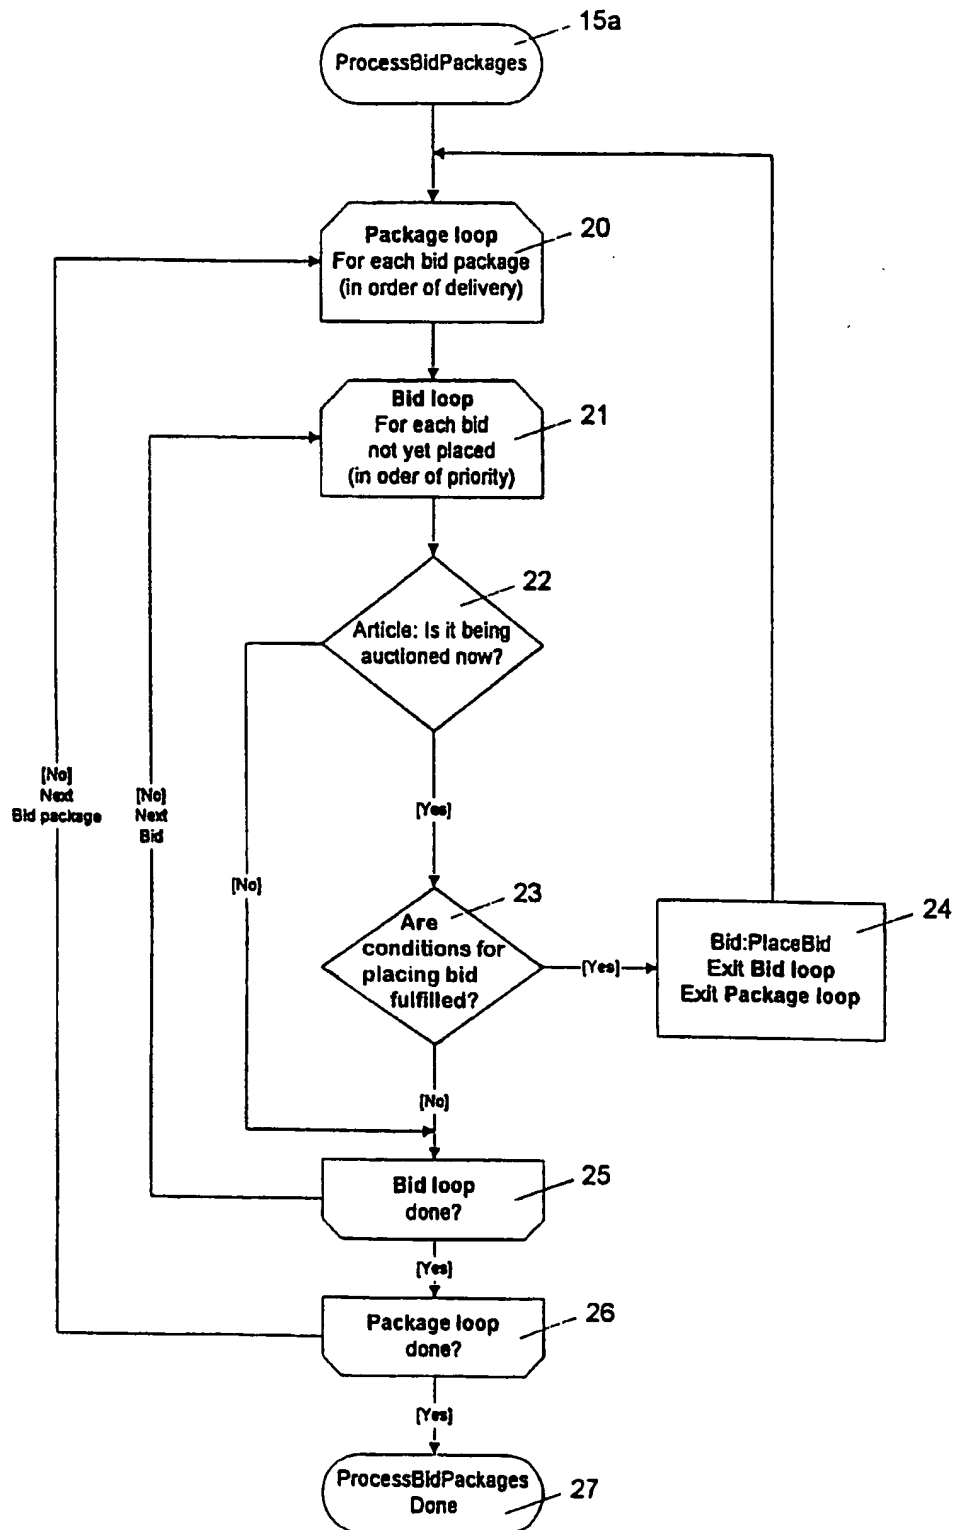 15a
ProcessBidPackages
20
Package loop
For each bid package
(in order of delivery)
21
Bid loop
For each bid
not yet placed
(in oder of priority)
22
Article: Is it being
auctioned now?
[No]
Next
Bid package
[No]
Next
Bid
[Yes]
[No]
23
Are
conditions for
placing bid
fulfilled?
[Yes]
24
Bid:PlaceBid
Exit Bid loop
Exit Package loop
[No]
25
Bid loop
done?
[Yes]
26
Package loop
done?
[Yes]
ProcessBidPackages
Done
27